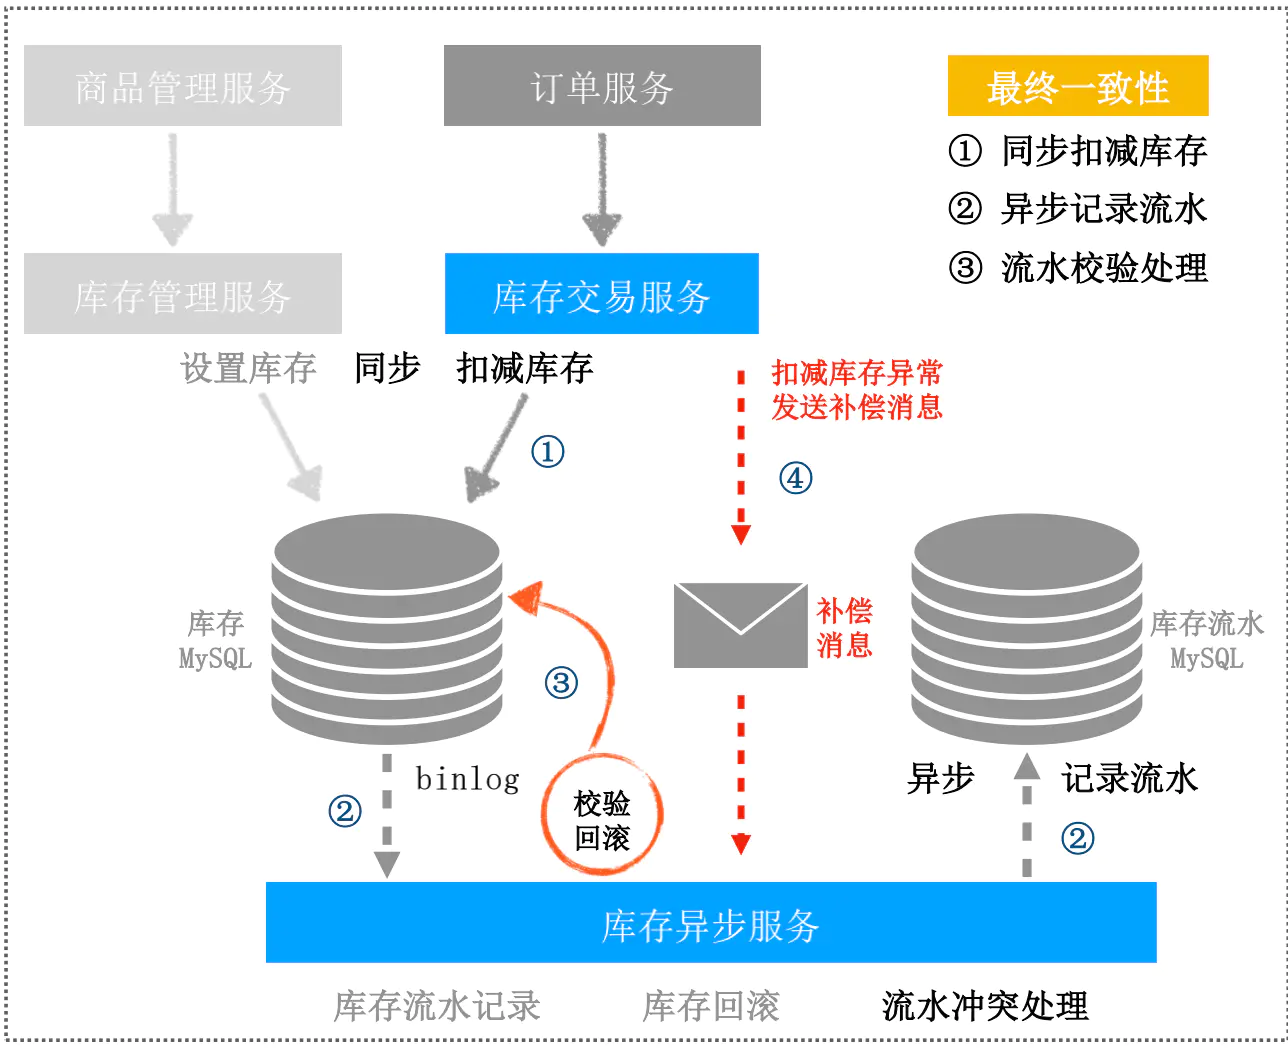 商品管理服务
订单服务
最终一致性
① 同步扣减库存
② 异步记录流水
③ 流水校验处理
库存管理服务
库存交易服务
设置库存
同步
扣减库存
①
扣减库存异常
发送补偿消息
④
库存
MySQL
③
补偿
消息
库存流水
MySQL
②
binlog
校验
回滚
异步
记录流水
②
库存异步服务
库存流水记录
库存回滚
流水冲突处理